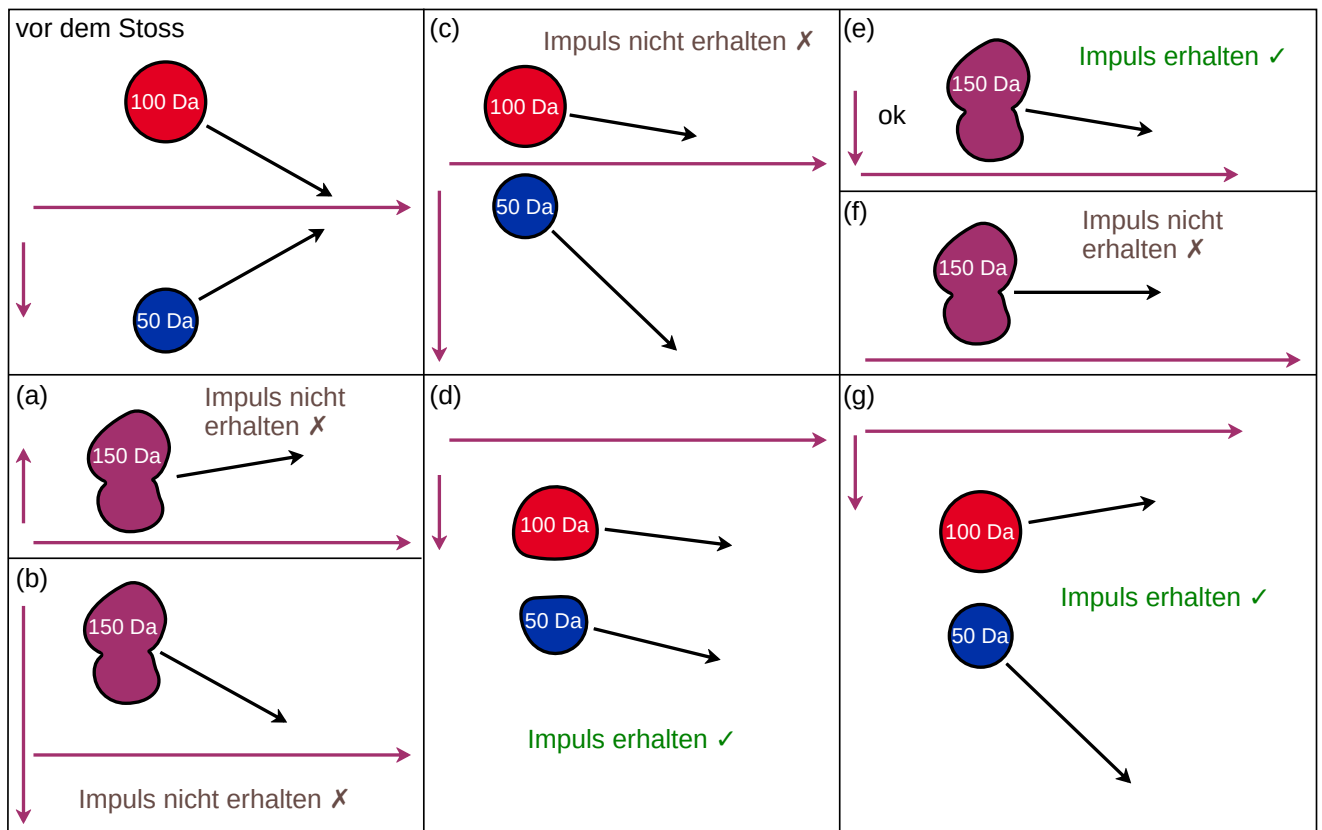 vor dem Stoss
100 Da
50 Da
(a)
Impuls nicht
erhalten ✗
150 Da
(b)
150 Da
Impuls nicht erhalten ✗
(c)
Impuls nicht erhalten ✗
100 Da
50 Da
(d)
100 Da
50 Da
Impuls erhalten ✓
(e)
Impuls erhalten ✓
150 Da
ok
(f)
Impuls nicht
erhalten ✗
150 Da
(g)
100 Da
Impuls erhalten ✓
50 Da